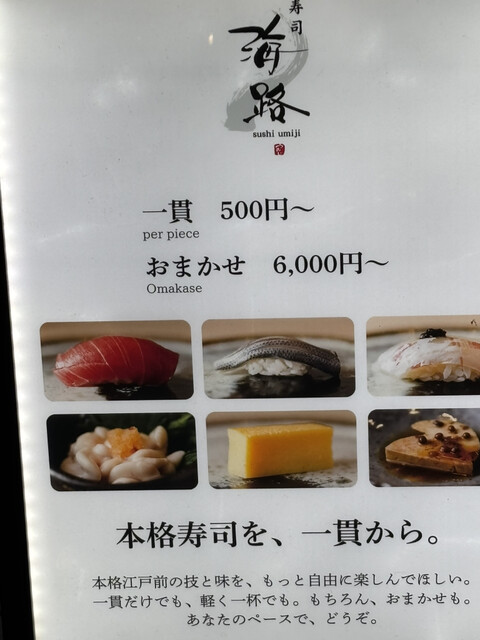 寿司
海路
sushi umiji
一貫 500円〜
per piece
おまかせ 6,000円〜
Omakase
本格寿司を、一貫から。
本格江戸前の技と味を、もっと自由に楽しんでほしい。
一貫だけでも、軽く一杯でも。もちろん、おまかせも。
あなたのペースで、どうぞ。